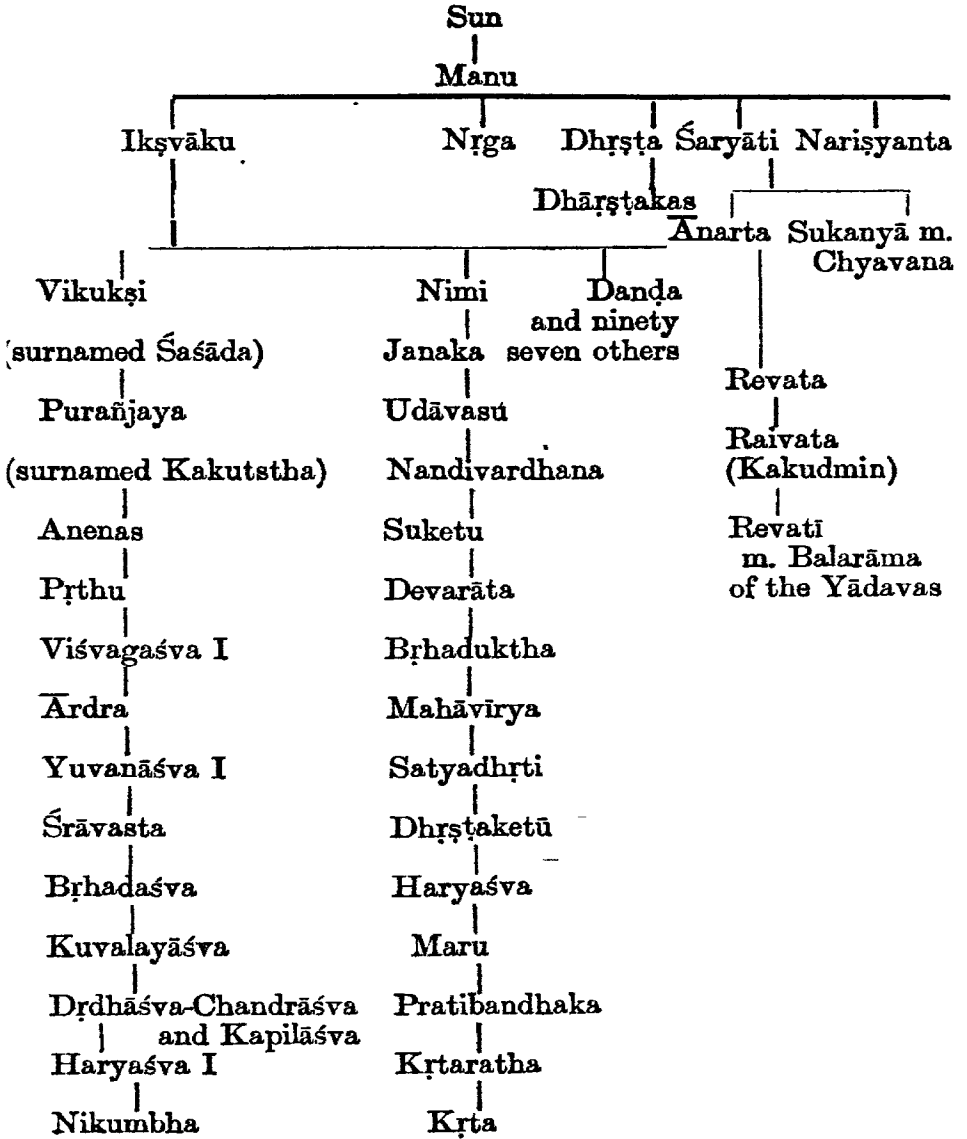 Sun
Manu
Ikṣvāku Nṛga Dhṛṣṭa Śaryāti Nariṣyanta
Dhārṣṭakas
Ānarta Sukanyā m.
Chyavana
Vikukṣi Nimi Danḍa
and ninety
(surnamed Śaśāda) Janaka seven others
Revata
Purañjaya Udāvasu
Raivata
(surnamed Kakutstha) Nandivardhana (Kakudmin)
Anenas Suketu Revatī
m. Balarāma
Pṛthu Devarāta of the Yādavas
Viśvagaśva I Bṛhaduktha
Ārdra Mahāvīrya
Yuvanāśva I Satyadhṛti
Śrāvasta Dhṛṣṭaketū
Bṛhadaśva Haryaśva
Kuvalayāśva Maru
Dṛdhāśva-Chandrāśva Pratibandhaka
and Kapilāśva
Haryaśva I Kṛtaratha
Nikumbha Kṛta